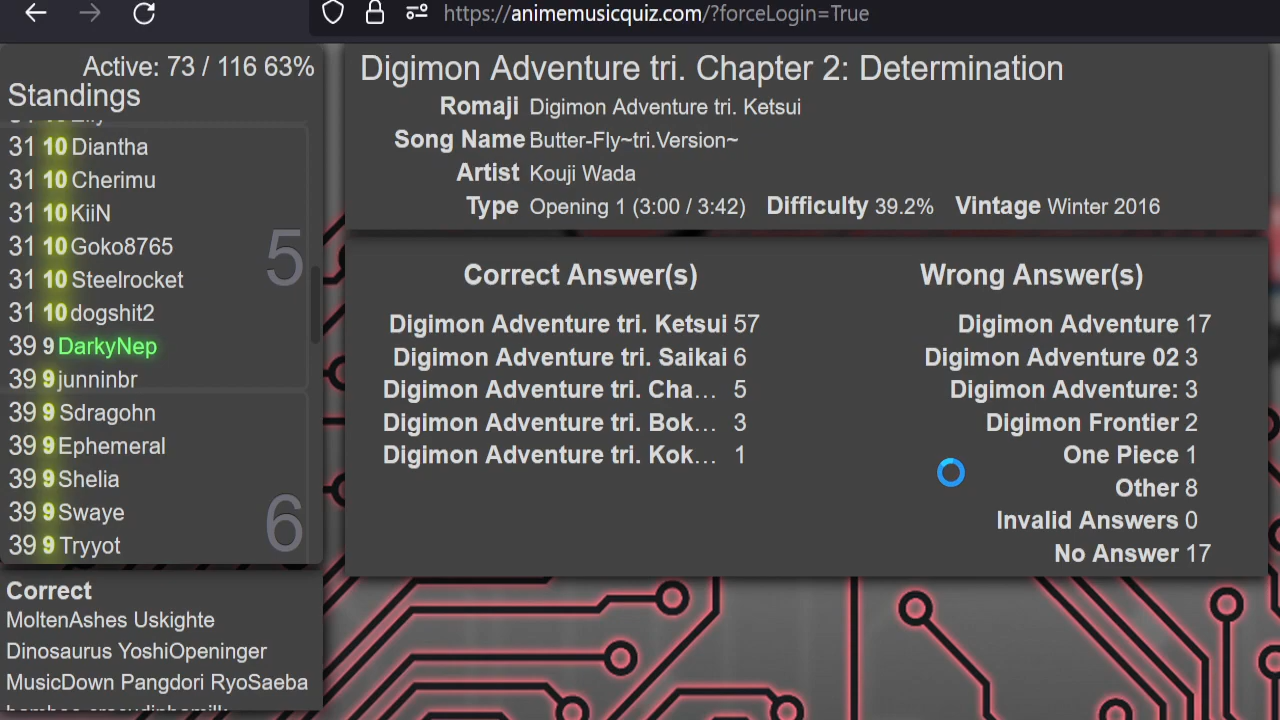 https://animemusicquiz.com/?forceLogin=True
Active: 73 / 116 63%
Standings
31 10 Diantha
31 10 Cherimu
31 10 KiiN
31 10 Goko8765
31 10 Steelrocket
31 10 dogshit2
5
39 9 DarkyNep
39 9 junninbr
39 9 Sdragohn
39 9 Ephemeral
39 9 Shelia
39 9 Swaye
39 9 Tryyot
6
Correct
MoltenAshes Uskighte
Dinosaurus YoshiOpeninger
MusicDown Pangdori RyoSaeba
Digimon Adventure tri. Chapter 2: Determination
Romaji Digimon Adventure tri. Ketsui
Song Name Butter-Fly~tri.Version~
Artist Kouji Wada
Type Opening 1 (3:00 / 3:42) Difficulty 39.2% Vintage Winter 2016
Correct Answer(s)
Digimon Adventure tri. Ketsui 57
Digimon Adventure tri. Saikai 6
Digimon Adventure tri. Cha... 5
Digimon Adventure tri. Bok... 3
Digimon Adventure tri. Kok... 1
Wrong Answer(s)
Digimon Adventure 17
Digimon Adventure 02 3
Digimon Adventure: 3
Digimon Frontier 2
One Piece 1
Other 8
Invalid Answers 0
No Answer 17